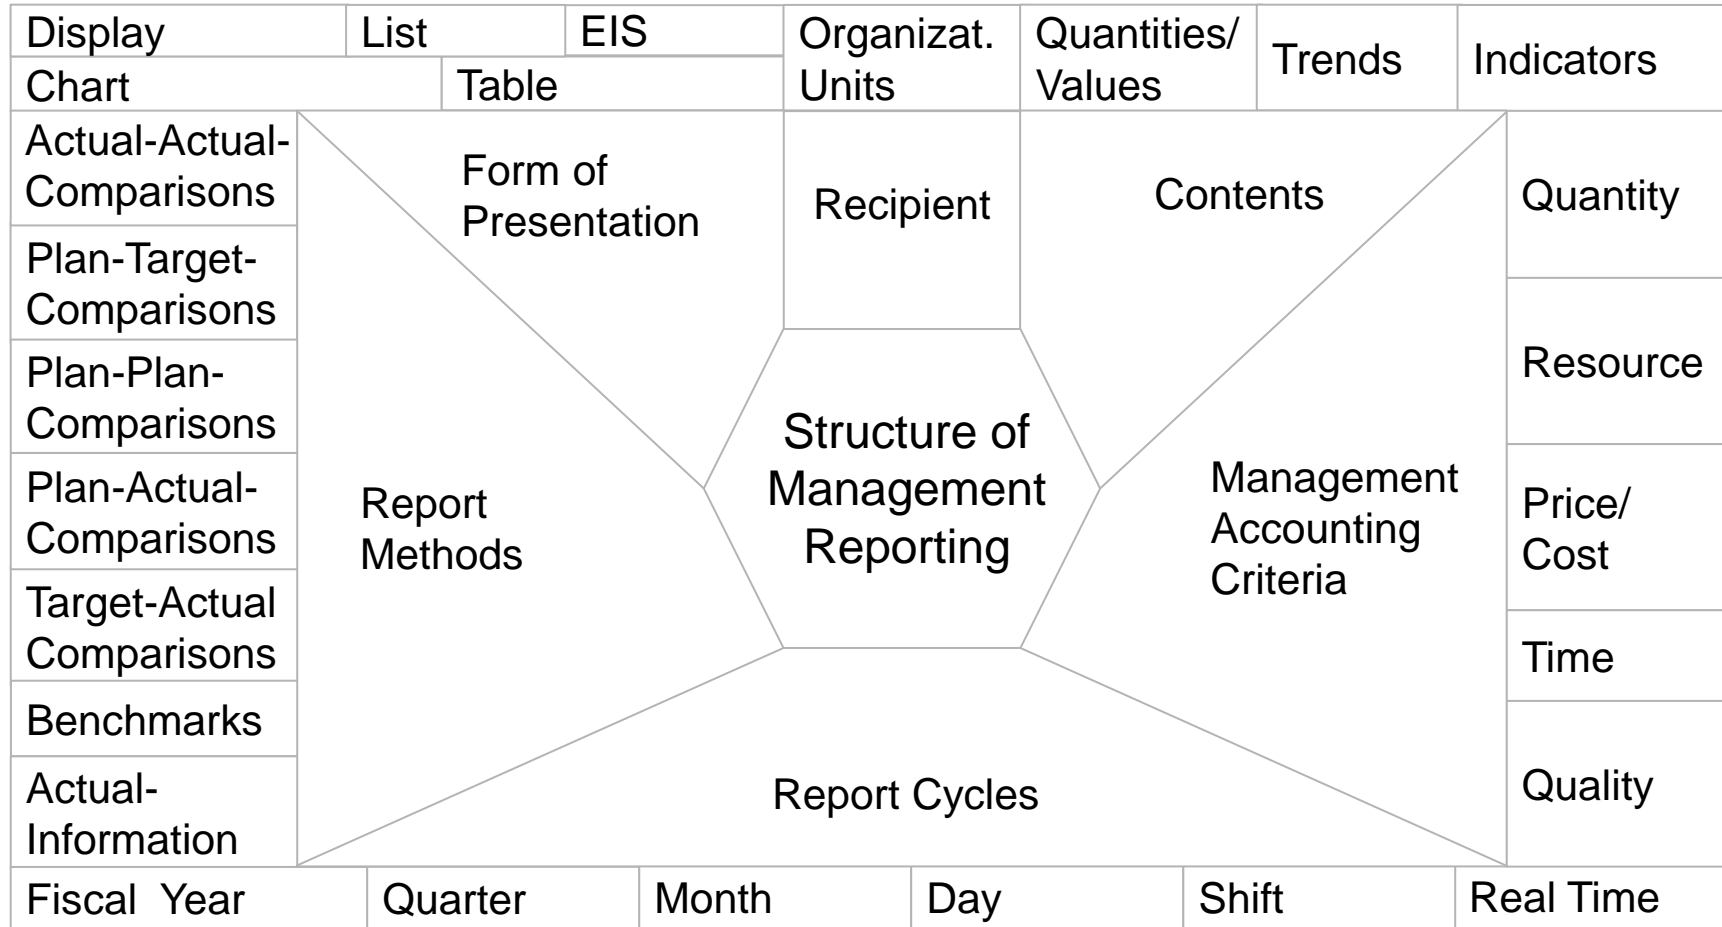 Display
List
EIS
Chart
Table
Organizat.
Units
Quantities/
Values
Trends
Indicators
Actual-Actual-
Comparisons
Plan-Target-
Comparisons
Plan-Plan-
Comparisons
Plan-Actual-
Comparisons
Target-Actual
Comparisons
Benchmarks
Actual-
Information
Form of
Presentation
Recipient
Contents
Report
Methods
Structure of
Management
Reporting
Management
Accounting
Criteria
Report Cycles
Quantity
Resource
Price/
Cost
Time
Quality
Fiscal  Year
Quarter
Month
Day
Shift
Real Time